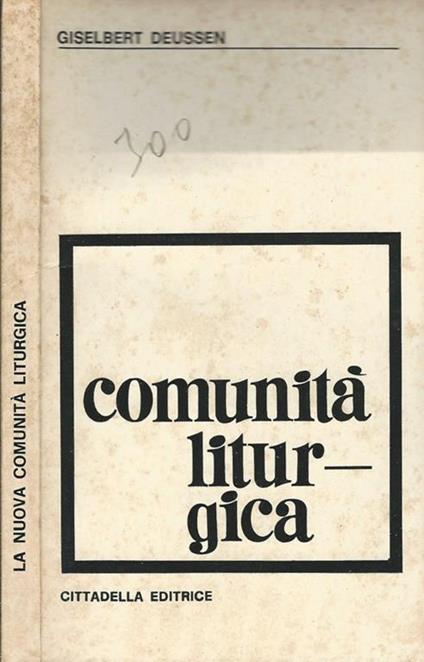 GISELBERT DEUSSEN
300
comunità
litur-
gica
CITTADELLA EDITRICE
LA NUOVA COMUNITÀ LITURGICA